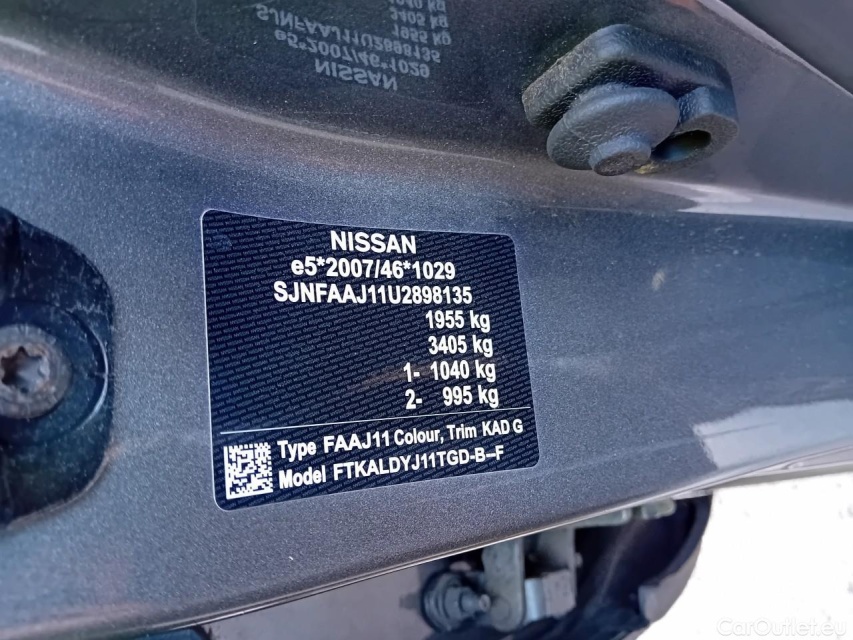 NISSAN
e5*2007/46*1029
SJNFAAJ11U2898135
1955 kg
3405 kg
1- 1040 kg
2- 995 kg
Type FAAJ11 Colour, Trim KAD G
Model FTKALDYJ11TGD-B-F
CarOutlet.eu